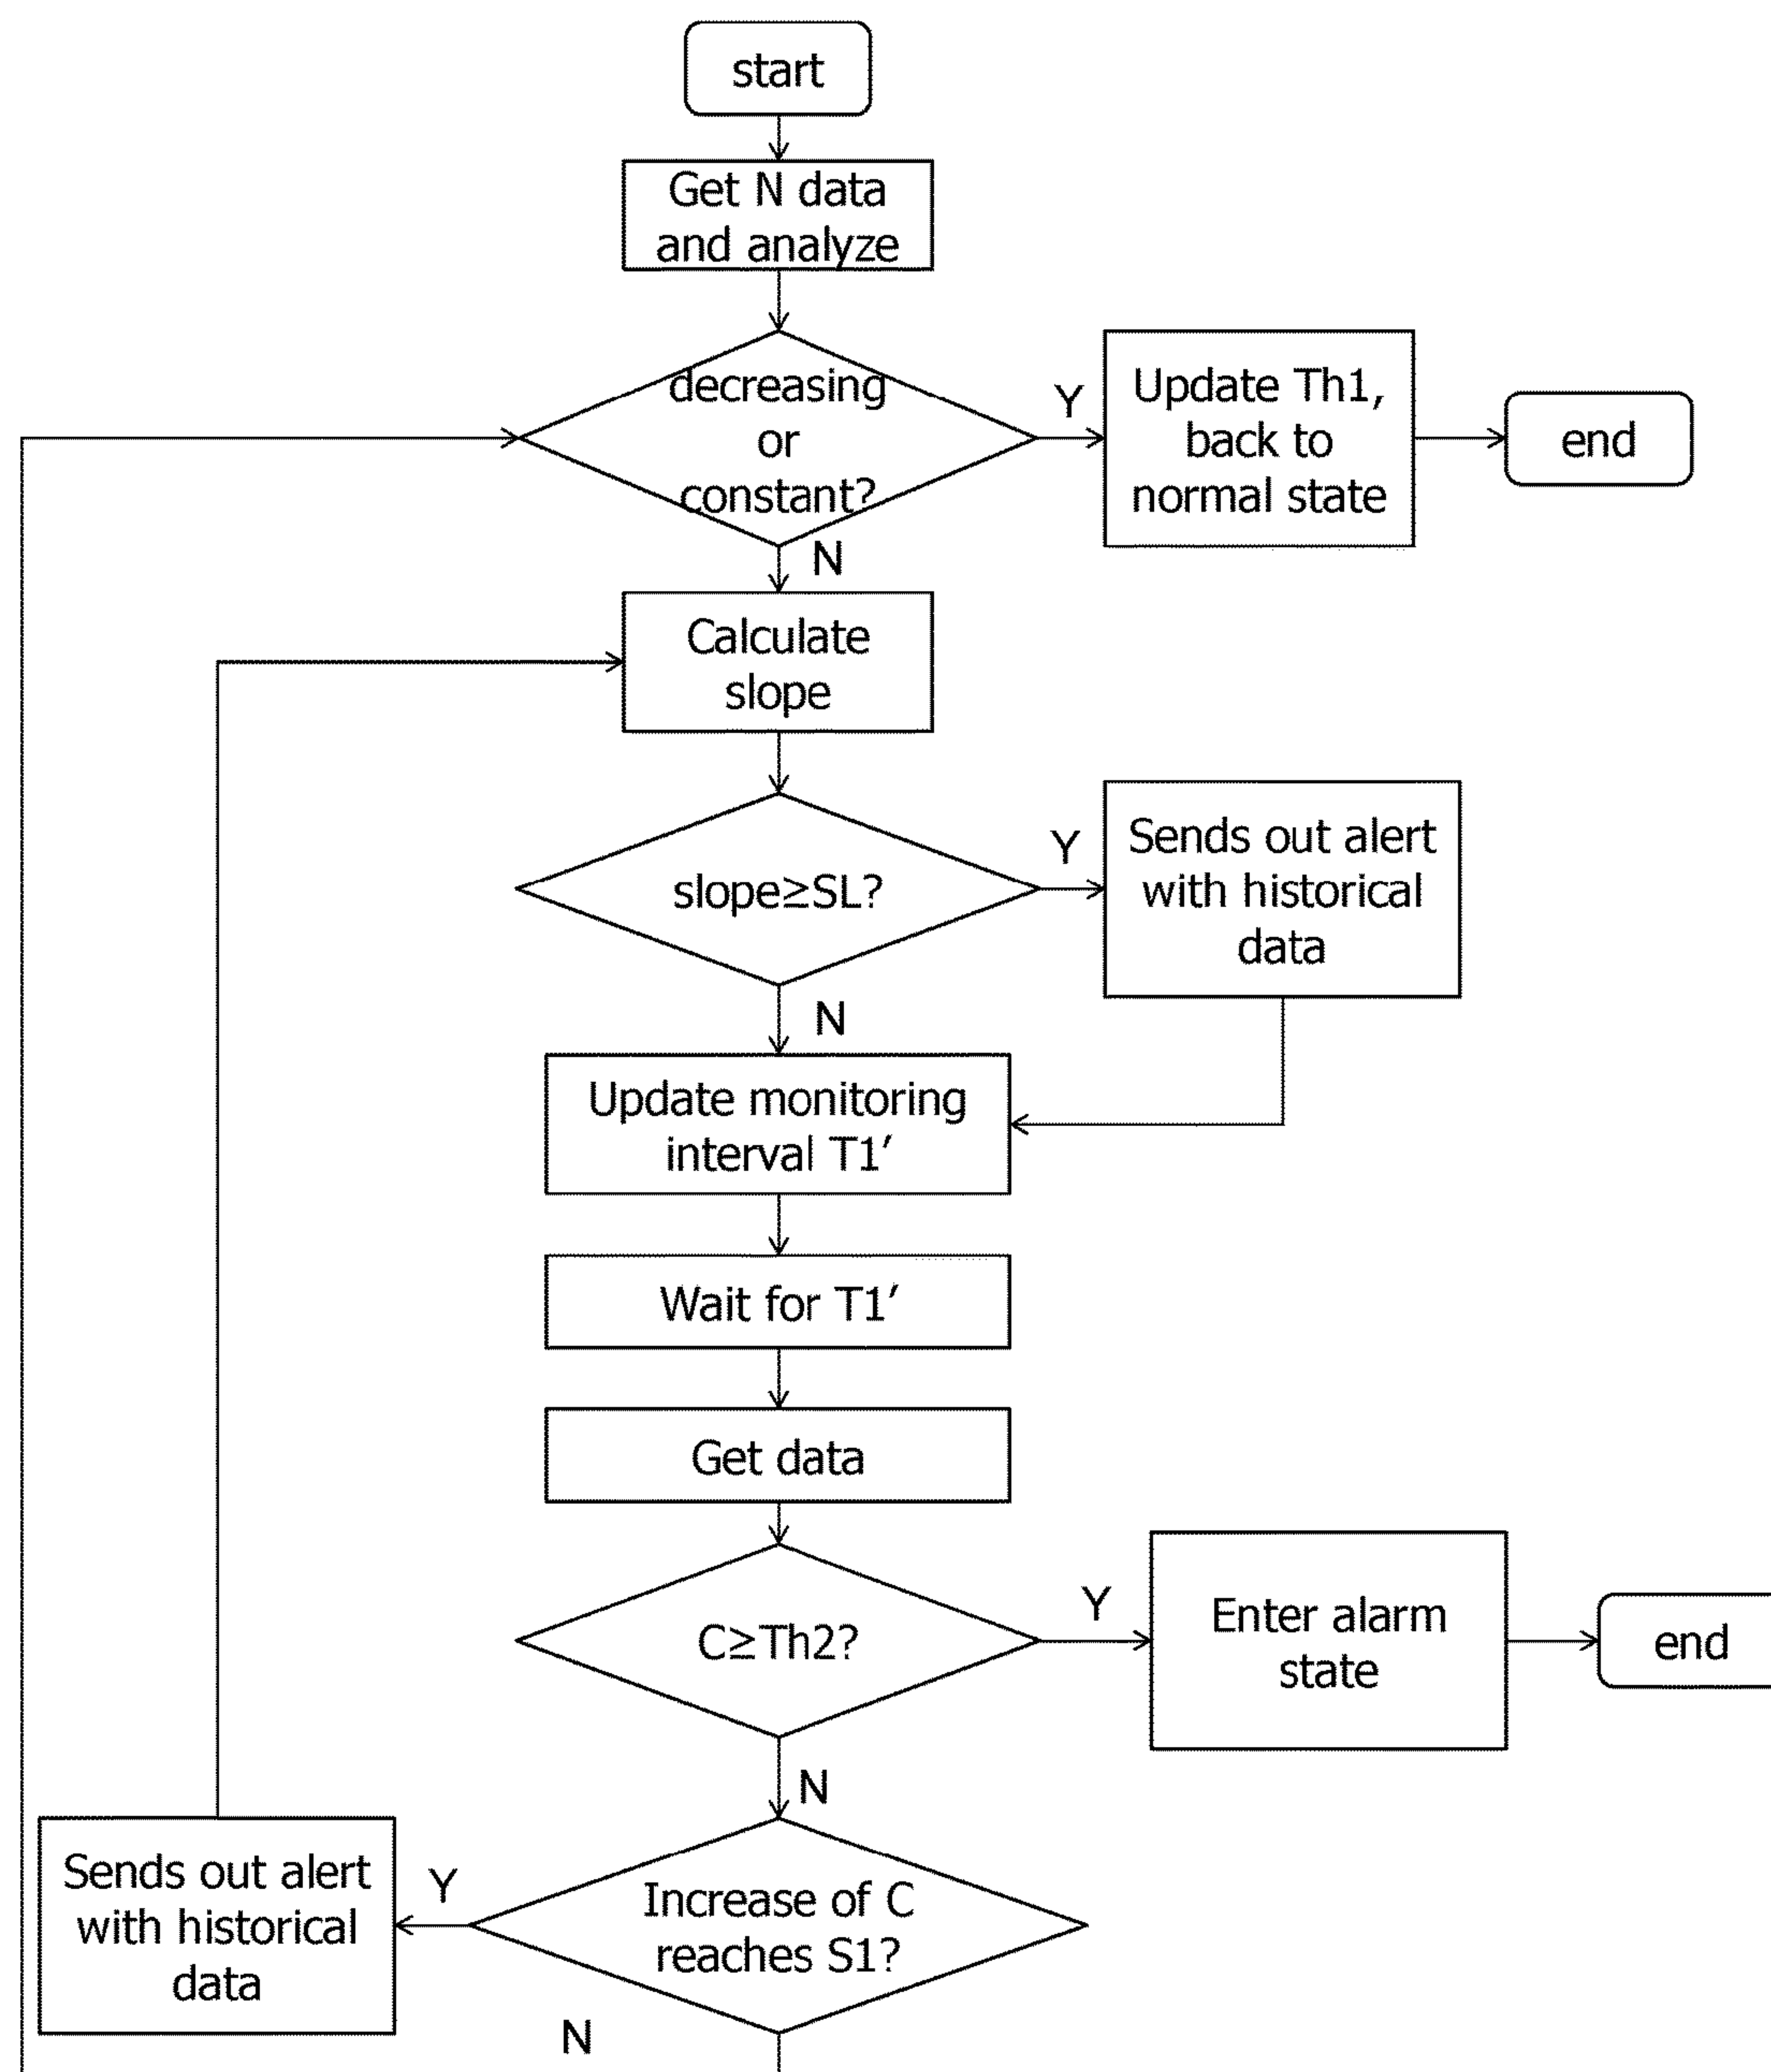 start
Get N data
and analyze
decreasing
or
constant?
Y
Update Th1,
back to
normal state
end
N
Calculate
slope
slope≥SL?
Y
Sends out alert
with historical
data
N
Update monitoring
interval T1′
Wait for T1′
Get data
C≥Th2?
Y
Enter alarm
state
end
N
Increase of C
reaches S1?
Y
Sends out alert
with historical
data
N